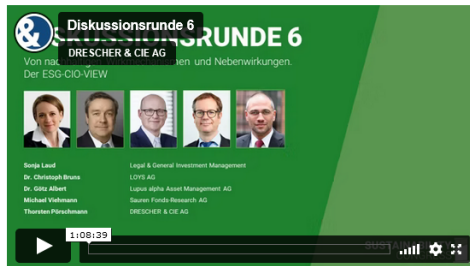 &
Diskussionsrunde 6
DRESCHER & CIE AG
SKUSSIONSRUNDE 6
Von und Nebenwirkungen.
Der ESG-CIO-VIEW
Sonja Laud Legal & General Investment Management
Dr. Christoph Bruns LOYS AG
Dr. Götz Albert Lupus alpha Asset Management AG
Michael Viehmann Sauren Fonds-Research AG
Thorsten Pörschmann DRESCHER & CIE AG
1:08:39